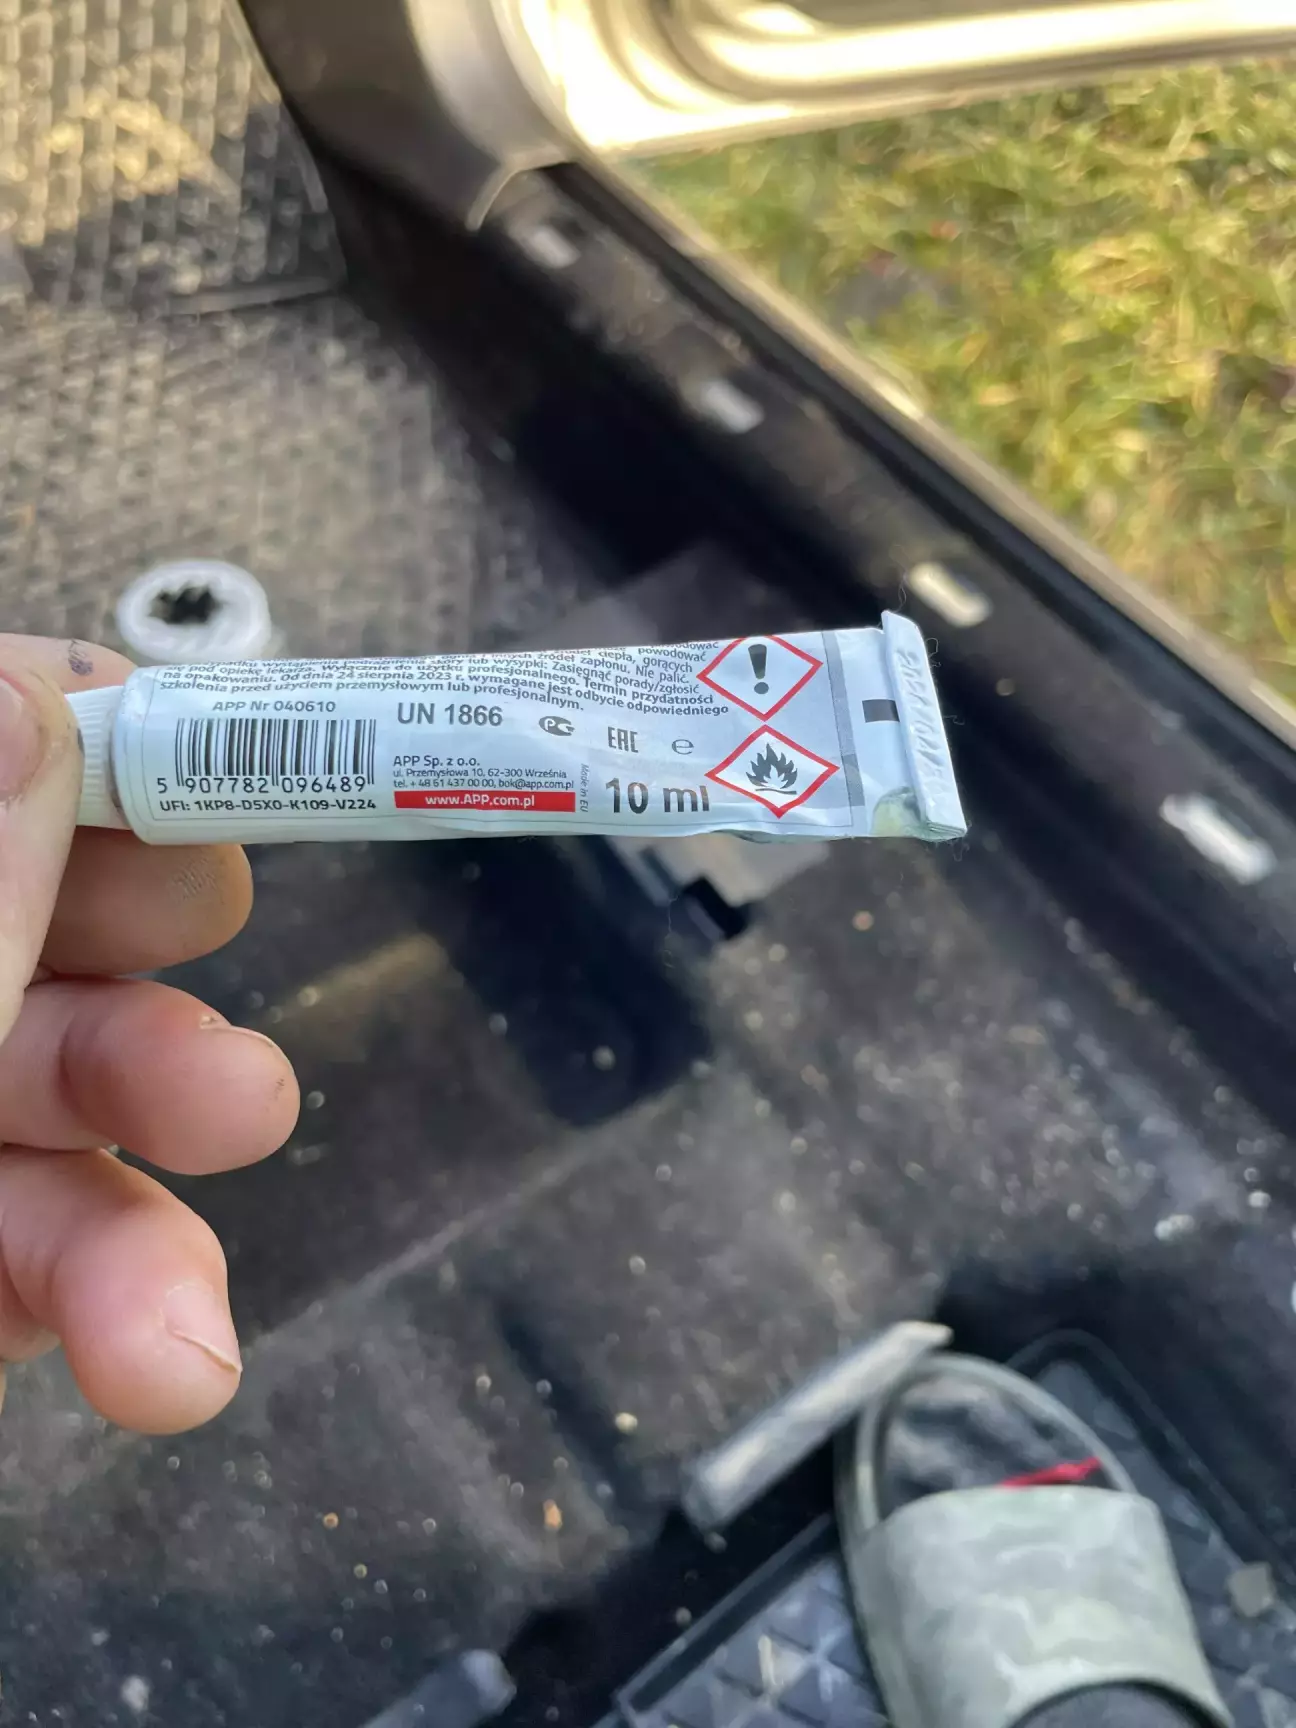 powodować
ognia i innych źródeł ciepła, gorących
wystąpienia podrażnienia skóry lub wysypki: Zasięgnąć porady/zgłosić
się pod opiekę lekarza. Wyłącznie do użytku profesjonalnego. Termin przydatności
na opakowaniu. Od dnia 24 sierpnia 2023 r. wymagane jest odbycie odpowiedniego
szkolenia przed użyciem przemysłowym lub profesjonalnym.
źródeł zapłonu. Nie palić.
APP Nr 040610
5 907782 096489
UFI: 1KP8-D5X0-K109-V224
UN 1866
APP Sp. z o.o.
ul. Przemysłowa 10, 62-300 Września
tel. + 48 61 437 00 00, bok@app.com.pl
www.APP.com.pl
Made in EU
EAC
e
10 ml